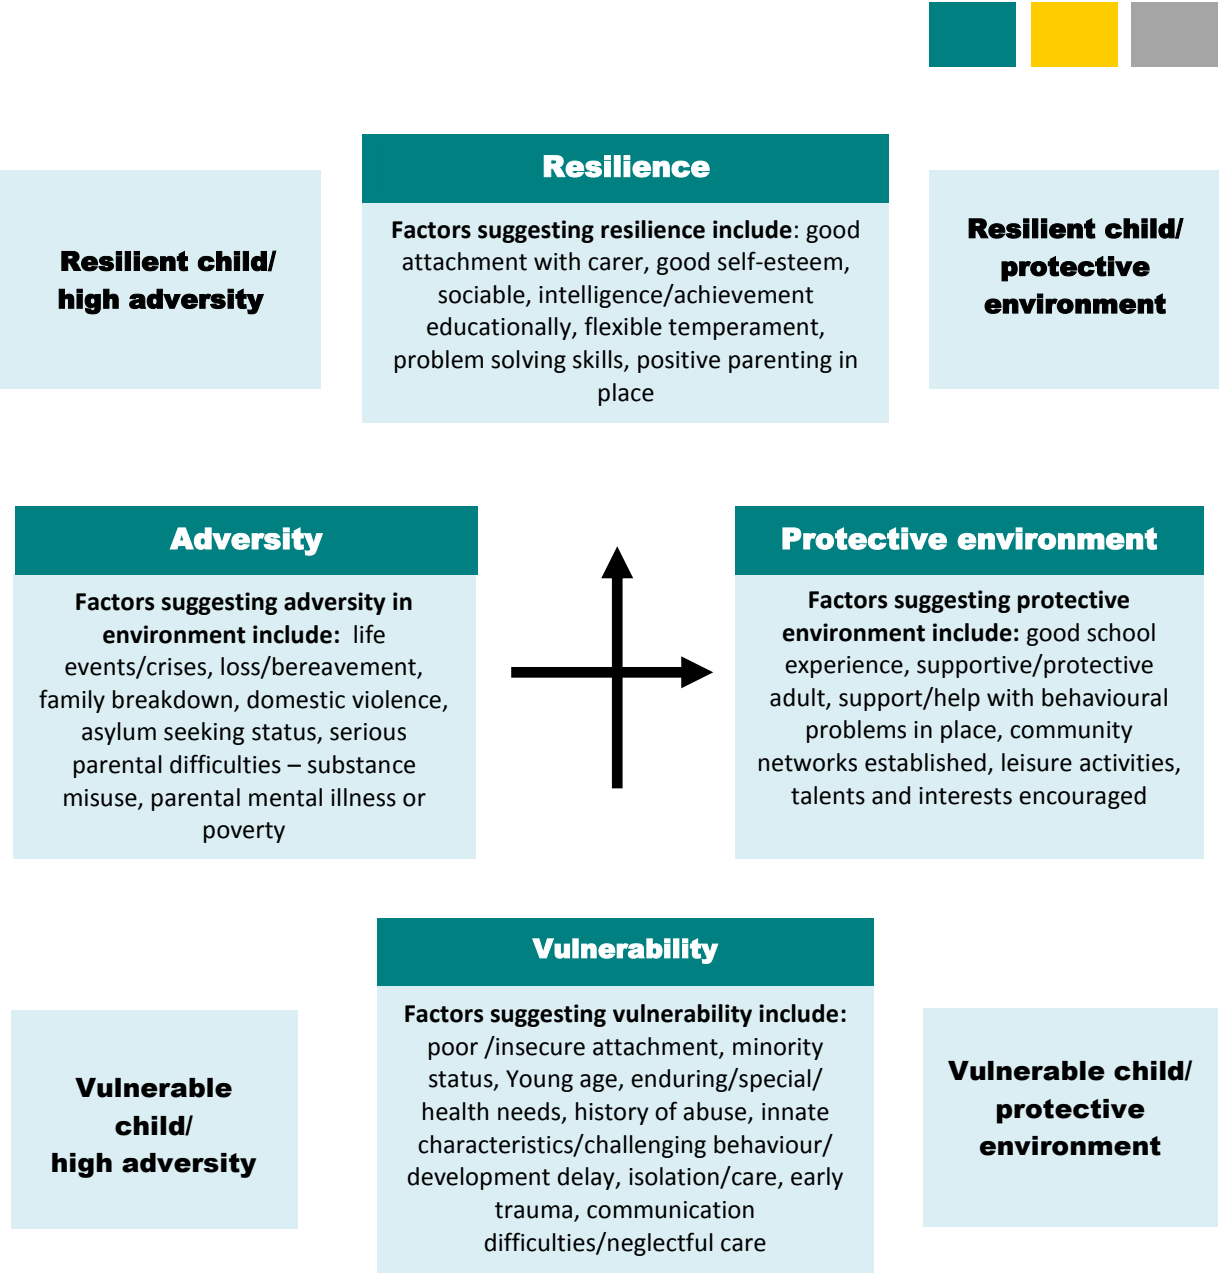 Resilience
Factors suggesting resilience include: good
attachment with carer, good self-esteem,
sociable, intelligence/achievement
educationally, flexible temperament,
problem solving skills, positive parenting in
place
Resilient child/
high adversity
Resilient child/
protective
environment
Adversity
Factors suggesting adversity in
environment include:  life
events/crises, loss/bereavement,
family breakdown, domestic violence,
asylum seeking status, serious
parental difficulties – substance
misuse, parental mental illness or
poverty
Protective environment
Factors suggesting protective
environment include: good school
experience, supportive/protective
adult, support/help with behavioural
problems in place, community
networks established, leisure activities,
talents and interests encouraged
Vulnerability
Factors suggesting vulnerability include:
poor /insecure attachment, minority
status, Young age, enduring/special/
health needs, history of abuse, innate
characteristics/challenging behaviour/
development delay, isolation/care, early
trauma, communication
difficulties/neglectful care
Vulnerable
child/
high adversity
Vulnerable child/
protective
environment